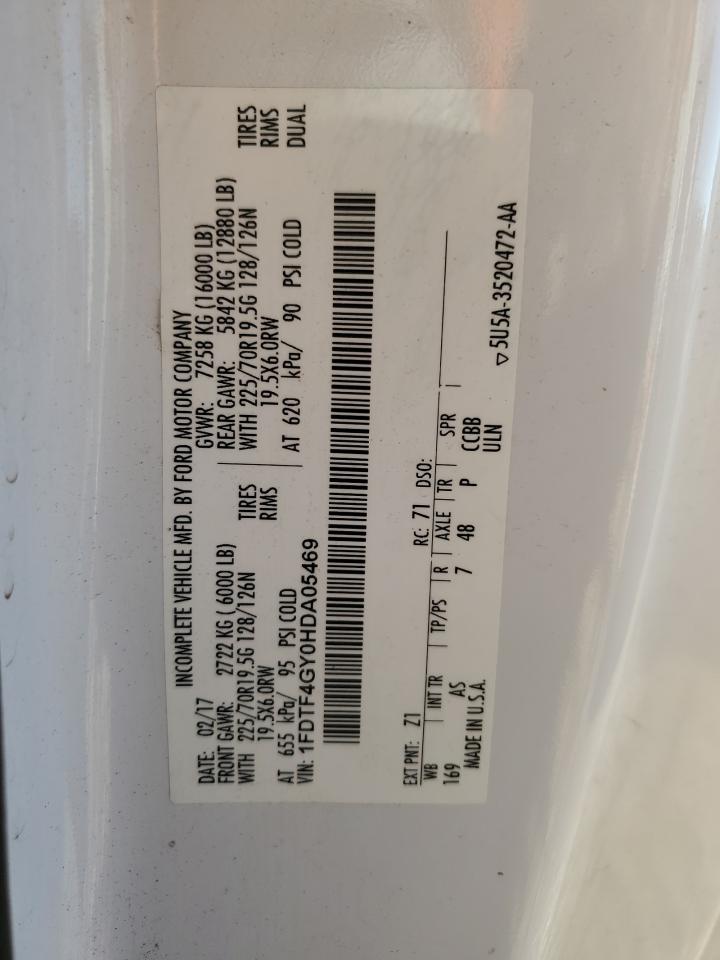 INCOMPLETE VEHICLE MFD. BY FORD MOTOR COMPANY
DATE: 02/17 GVWR: 7258 KG (16000 LB)
FRONT GAWR: 2722 KG ( 6000 LB) REAR GAWR: 5842 KG (12880 LB)
WITH 225/70R19.5G 128/126N TIRES WITH 225/70R19.5G 128/126N TIRES
19.5X6.0RW RIMS 19.5X6.0RW RIMS
AT 655 kPa/ 95 PSI COLD AT 620 kPa/ 90 PSI COLD DUAL
VIN: 1FDTF4GY0HDA05469
EXT PNT: Z1 RC: 71 DSO:
WB INT TR TP/PS R AXLE TR SPR
169 AS 7 48 P CCBB
MADE IN U.S.A. ULN
▽5U5A-3520472-AA